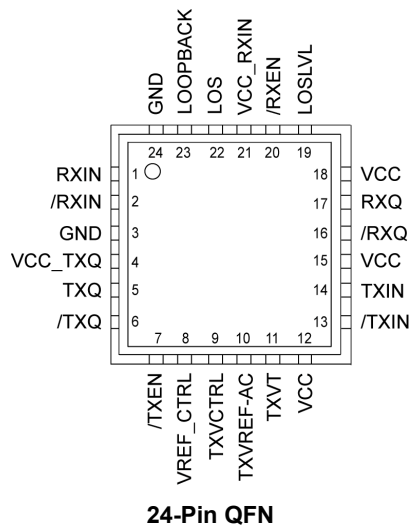 GND LOOPBACK LOS VCC_RXIN /RXEN LOSLVL
24 23 22 21 20 19
RXIN 1 18 VCC
/RXIN 2 17 RXQ
GND 3 16 /RXQ
VCC_TXQ 4 15 VCC
TXQ 5 14 TXIN
/TXQ 6 13 /TXIN
7 8 9 10 11 12
/TXEN VREF_CTRL TXVCTRL TXVREF-AC TXVT VCC
24-Pin QFN